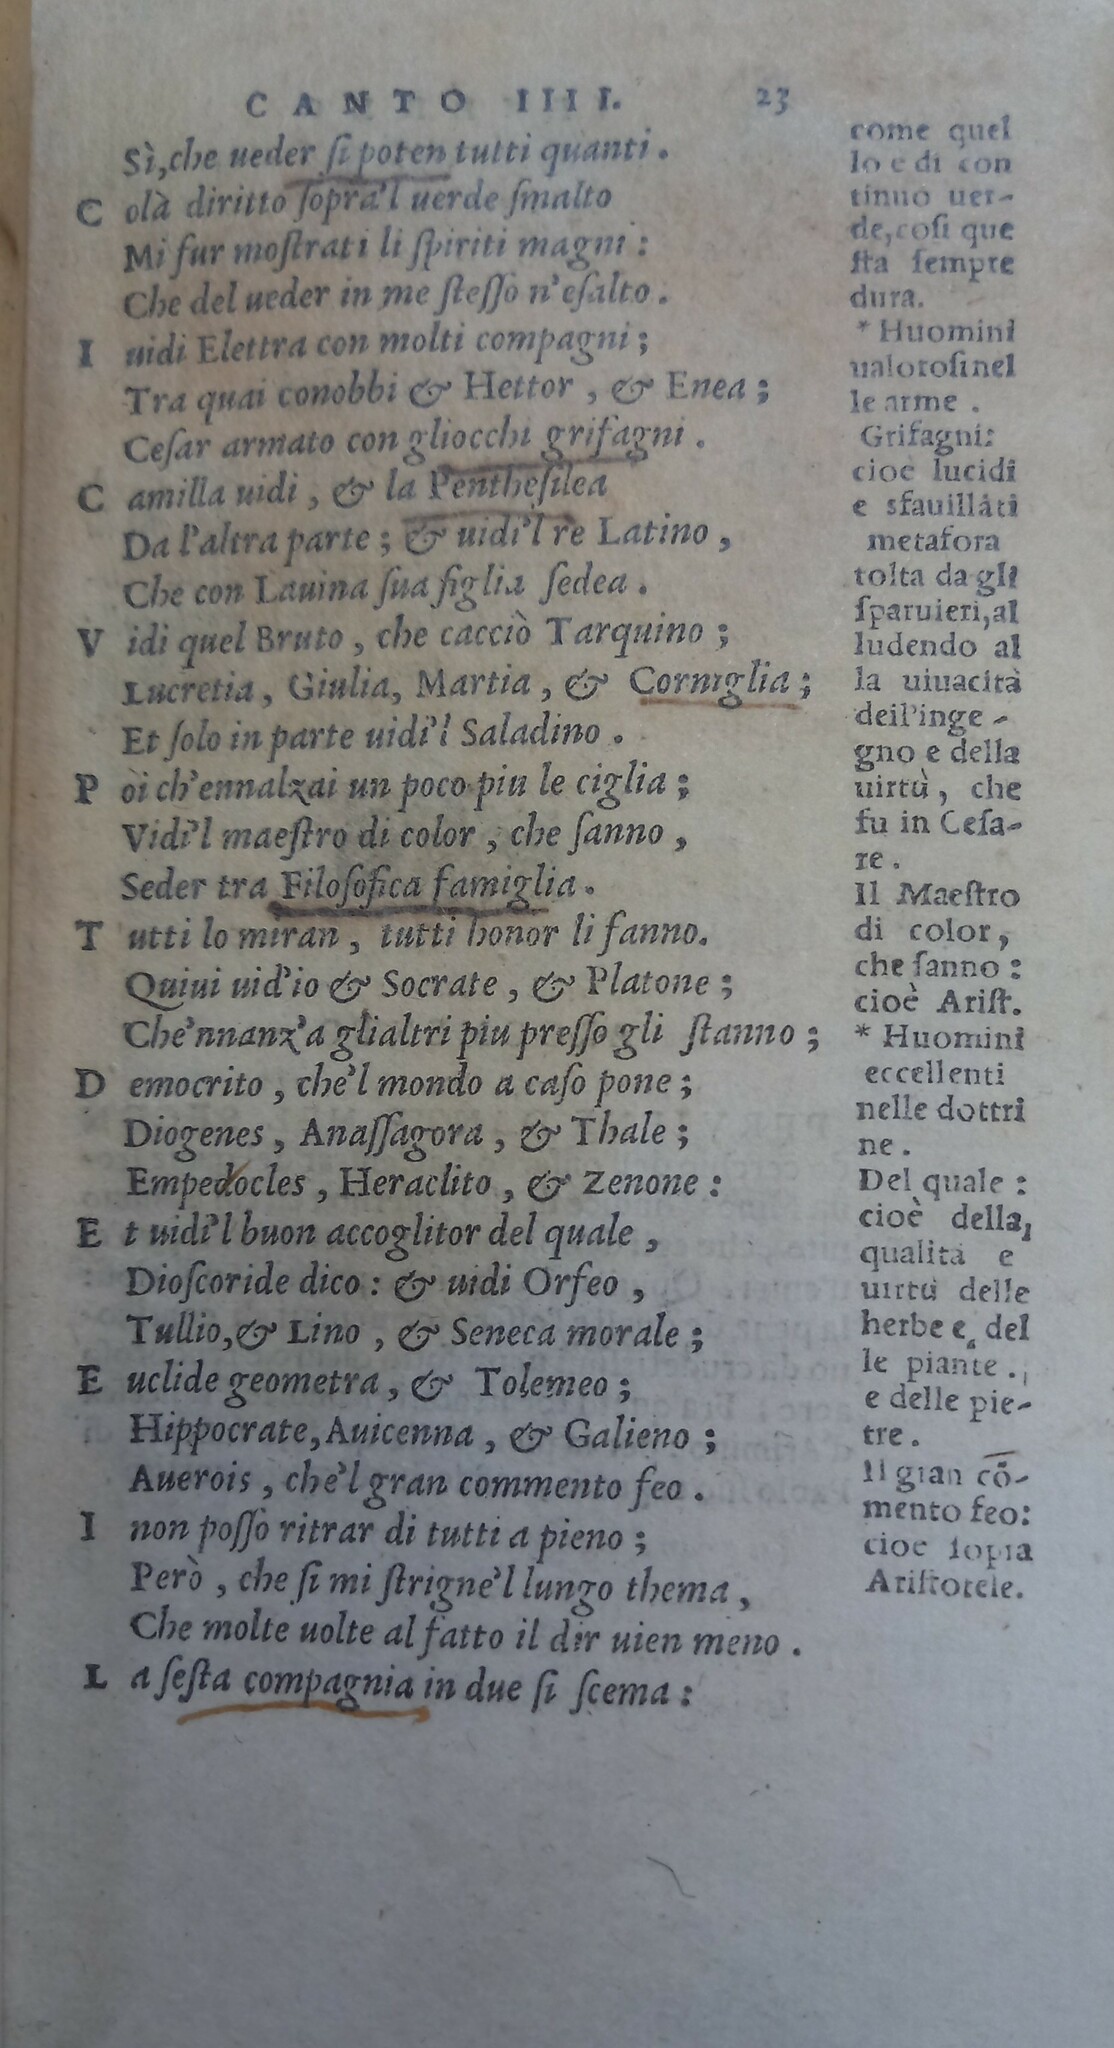 CANTO IIII. 23
Sì,che ueder ſi poten tutti quanti.
C olà diritto ſopra'l uerde ſmalto
Mi fur moſtrati li ſpiriti magni:
Che del ueder in me ſteſſo n'eſalto.
I uidi Elettra con molti compagni;
Tra quai conobbi & Hettor, & Enea;
Ceſar armato con gliocchi grifagni.
C amilla uidi, & la Pentheſilea
Da l'altra parte; & uidi'l re Latino,
Che con Lauina ſua figlia ſedea.
V idi quel Bruto, che cacciò Tarquino;
Lucretia, Giulia, Martia, & Corniglia;
Et ſolo in parte uidi'l Saladino.
P òi ch'ennalzai un poco piu le ciglia;
Vidi'l maeſtro di color, che ſanno,
Seder tra Filoſofica famiglia.
T utti lo miran, tutti honor li fanno.
Quiui uid'io & Socrate, & Platone;
Che'nnanz'a glialtri piu preſſo gli ſtanno;
D emocrito, che'l mondo a caſo pone;
Diogenes, Anaſſagora, & Thale;
Empedocles, Heraclito, & Zenone:
E t uidi'l buon accoglitor del quale,
Dioſcoride dico: & uidi Orfeo,
Tullio,& Lino, & Seneca morale;
E uclide geometra, & Tolemeo;
Hippocrate,Auicenna, & Galieno;
Auerois, che'l gran commento feo.
I non poſſo ritrar di tutti a pieno;
Però, che ſi mi ſtrigne'l lungo thema,
Che molte uolte al fatto il dir uien meno.
L a ſeſta compagnia in due ſi ſcema:
come quel
lo e di con
tinuo uer-
de,coſi que
ſta ſempre
dura.
* Huomini
ualoroſi nel
le arme.
Grifagni:
cioè lucidi
e sfauillāti
metafora
tolta da gli
ſparuieri,al
ludendo al
la uiuacità
dell'inge-
gno e della
uirtù, che
fu in Ceſa-
re.
Il Maeſtro
di color,
che ſanno:
cioè Ariſt.
* Huomini
eccellenti
nelle dottri
ne.
Del quale:
cioè della
qualità e
uirtù delle
herbe e del
le piante.
e delle pie-
tre.
Il gran cō-
mento feo:
cioe ſopra
Ariſtotele.